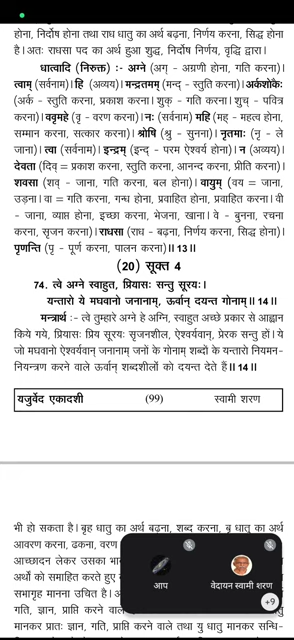 होना, निर्दोष होना तथा राध धातु का अर्थ बढ़ना, निर्णय करना, सिद्ध होना
है। अतः राधसा पद का अर्थ हुआ शुद्ध, निर्दोष निर्णय, वृद्धि द्वारा।
धात्वादि (निरुक्त) :- अग्ने (अग् - अग्रणी होना, गति करना)।
त्वाम् (सर्वनाम)। हि (अव्यय)। मन्द्रतमम् (मन्द् - स्तुति करना)। अर्कशोकैः
(अर्क - स्तुति करना, प्रकाश करना। शुक् - गति करना। शुच् - पवित्र
करना)। ववृमहे (वृ - वरण करना)। नः (सर्वनाम) महि (मह् - महत्व होना,
सम्मान करना, सत्कार करना)। श्रोषि (श्रु - सुनना)। नृतमाः (नृ - ले
जाना)। त्वा (सर्वनाम)। इन्द्रम् (इन्द् - परम ऐश्वर्य होना)। न (अव्यय)।
देवता (दिव् = प्रकाश करना, स्तुति करना, आनन्द करना, प्रीति करना)।
शवसा (शव् - जाना, गति करना, बल होना)। वायुम् (वय = जाना,
उड़ना। वा = गति करना, गन्ध होना, प्रवाहित होना, प्रवाहित करना। वी
- जाना, व्याप्त होना, इच्छा करना, भेजना, खाना। वे - बुनना, रचना
करना, सृजन करना)। राधसा (राध - बढ़ना, निर्णय करना, सिद्ध होना)।
पृणन्ति (पृ - पूर्ण करना, पालन करना)॥13॥
(20) सूक्त 4
74. त्वे अग्ने स्वाहुत, प्रियासः सन्तु सूरयः।
यन्तारो ये मघवानो जनानाम्, ऊर्वान् दयन्त गोनाम्॥14॥
मन्त्रार्थ :- त्वे तुम्हारे अग्ने हे अग्नि, स्वाहुत अच्छे प्रकार से आह्वान
किये गये, प्रियासः प्रिय सूरयः सृजनशील, ऐश्वर्यवान्, प्रेरक सन्तु हों। ये
जो मघवानो ऐश्वर्यवान् जनानाम् जनों के गोनाम् शब्दों के यन्तारो नियमन-
नियन्त्रण करने वाले ऊर्वान् शब्दशीलों को दयन्त देते हैं॥14॥
यजुर्वेद एकादशी (99) स्वामी शरण
भी हो सकता है। बृह धातु का अर्थ बढ़ना, शब्द करना, बृ धातु का अर्थ
आवरण करना, ढकना, वरण
आच्छादन लेकर उसका भाव
अर्थों को समाहित करते हुए
सभागृह मानना उचित है। अ
गति, ज्ञान, प्राप्ति करने वाल
मानकर प्रातः ज्ञान, गति, प्राप्ति करने वाले तथा यु धातु मानकर सन्धि-
आप
वेदायन स्वामी शरण
+9